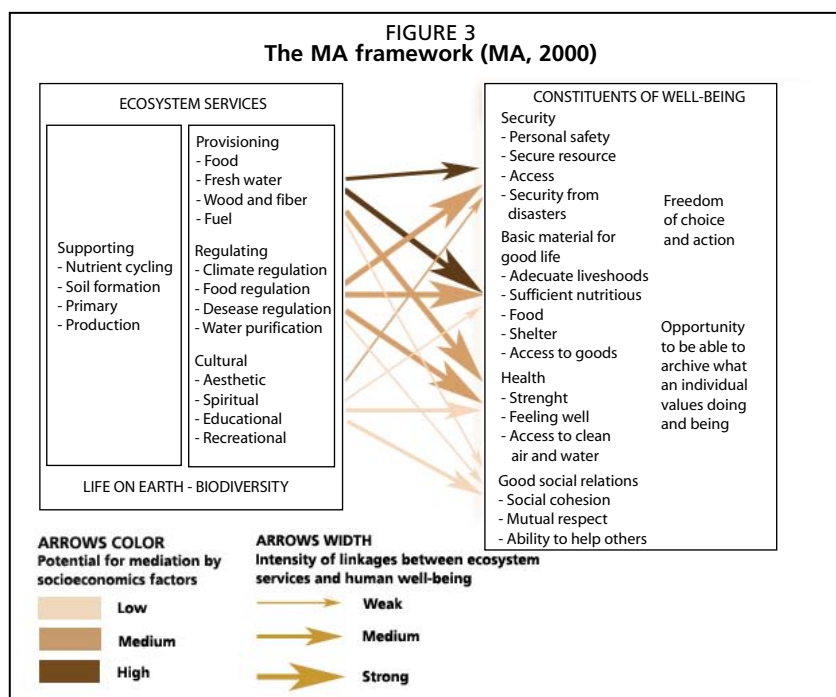 FIGURE 3
The MA framework (MA, 2000)
ECOSYSTEM SERVICES
Supporting
- Nutrient cycling
- Soil formation
- Primary
- Production
Provisioning
- Food
- Fresh water
- Wood and fiber
- Fuel
Regulating
- Climate regulation
- Food regulation
- Desease regulation
- Water purification
Cultural
- Aesthetic
- Spiritual
- Educational
- Recreational
LIFE ON EARTH - BIODIVERSITY
CONSTITUENTS OF WELL-BEING
Security
- Personal safety
- Secure resource
- Access
- Security from
disasters
Basic material for
good life
- Adecuate liveshoods
- Sufficient nutritious
- Food
- Shelter
- Access to goods
Health
- Strenght
- Feeling well
- Access to clean
air and water
Good social relations
- Social cohesion
- Mutual respect
- Ability to help others
Freedom
of choice
and action
Opportunity
to be able to
archive what
an individual
values doing
and being
ARROWS COLOR
Potential for mediation by
socioeconomics factors
Low
Medium
High
ARROWS WIDTH
Intensity of linkages between ecosystem
services and human well-being
Weak
Medium
Strong